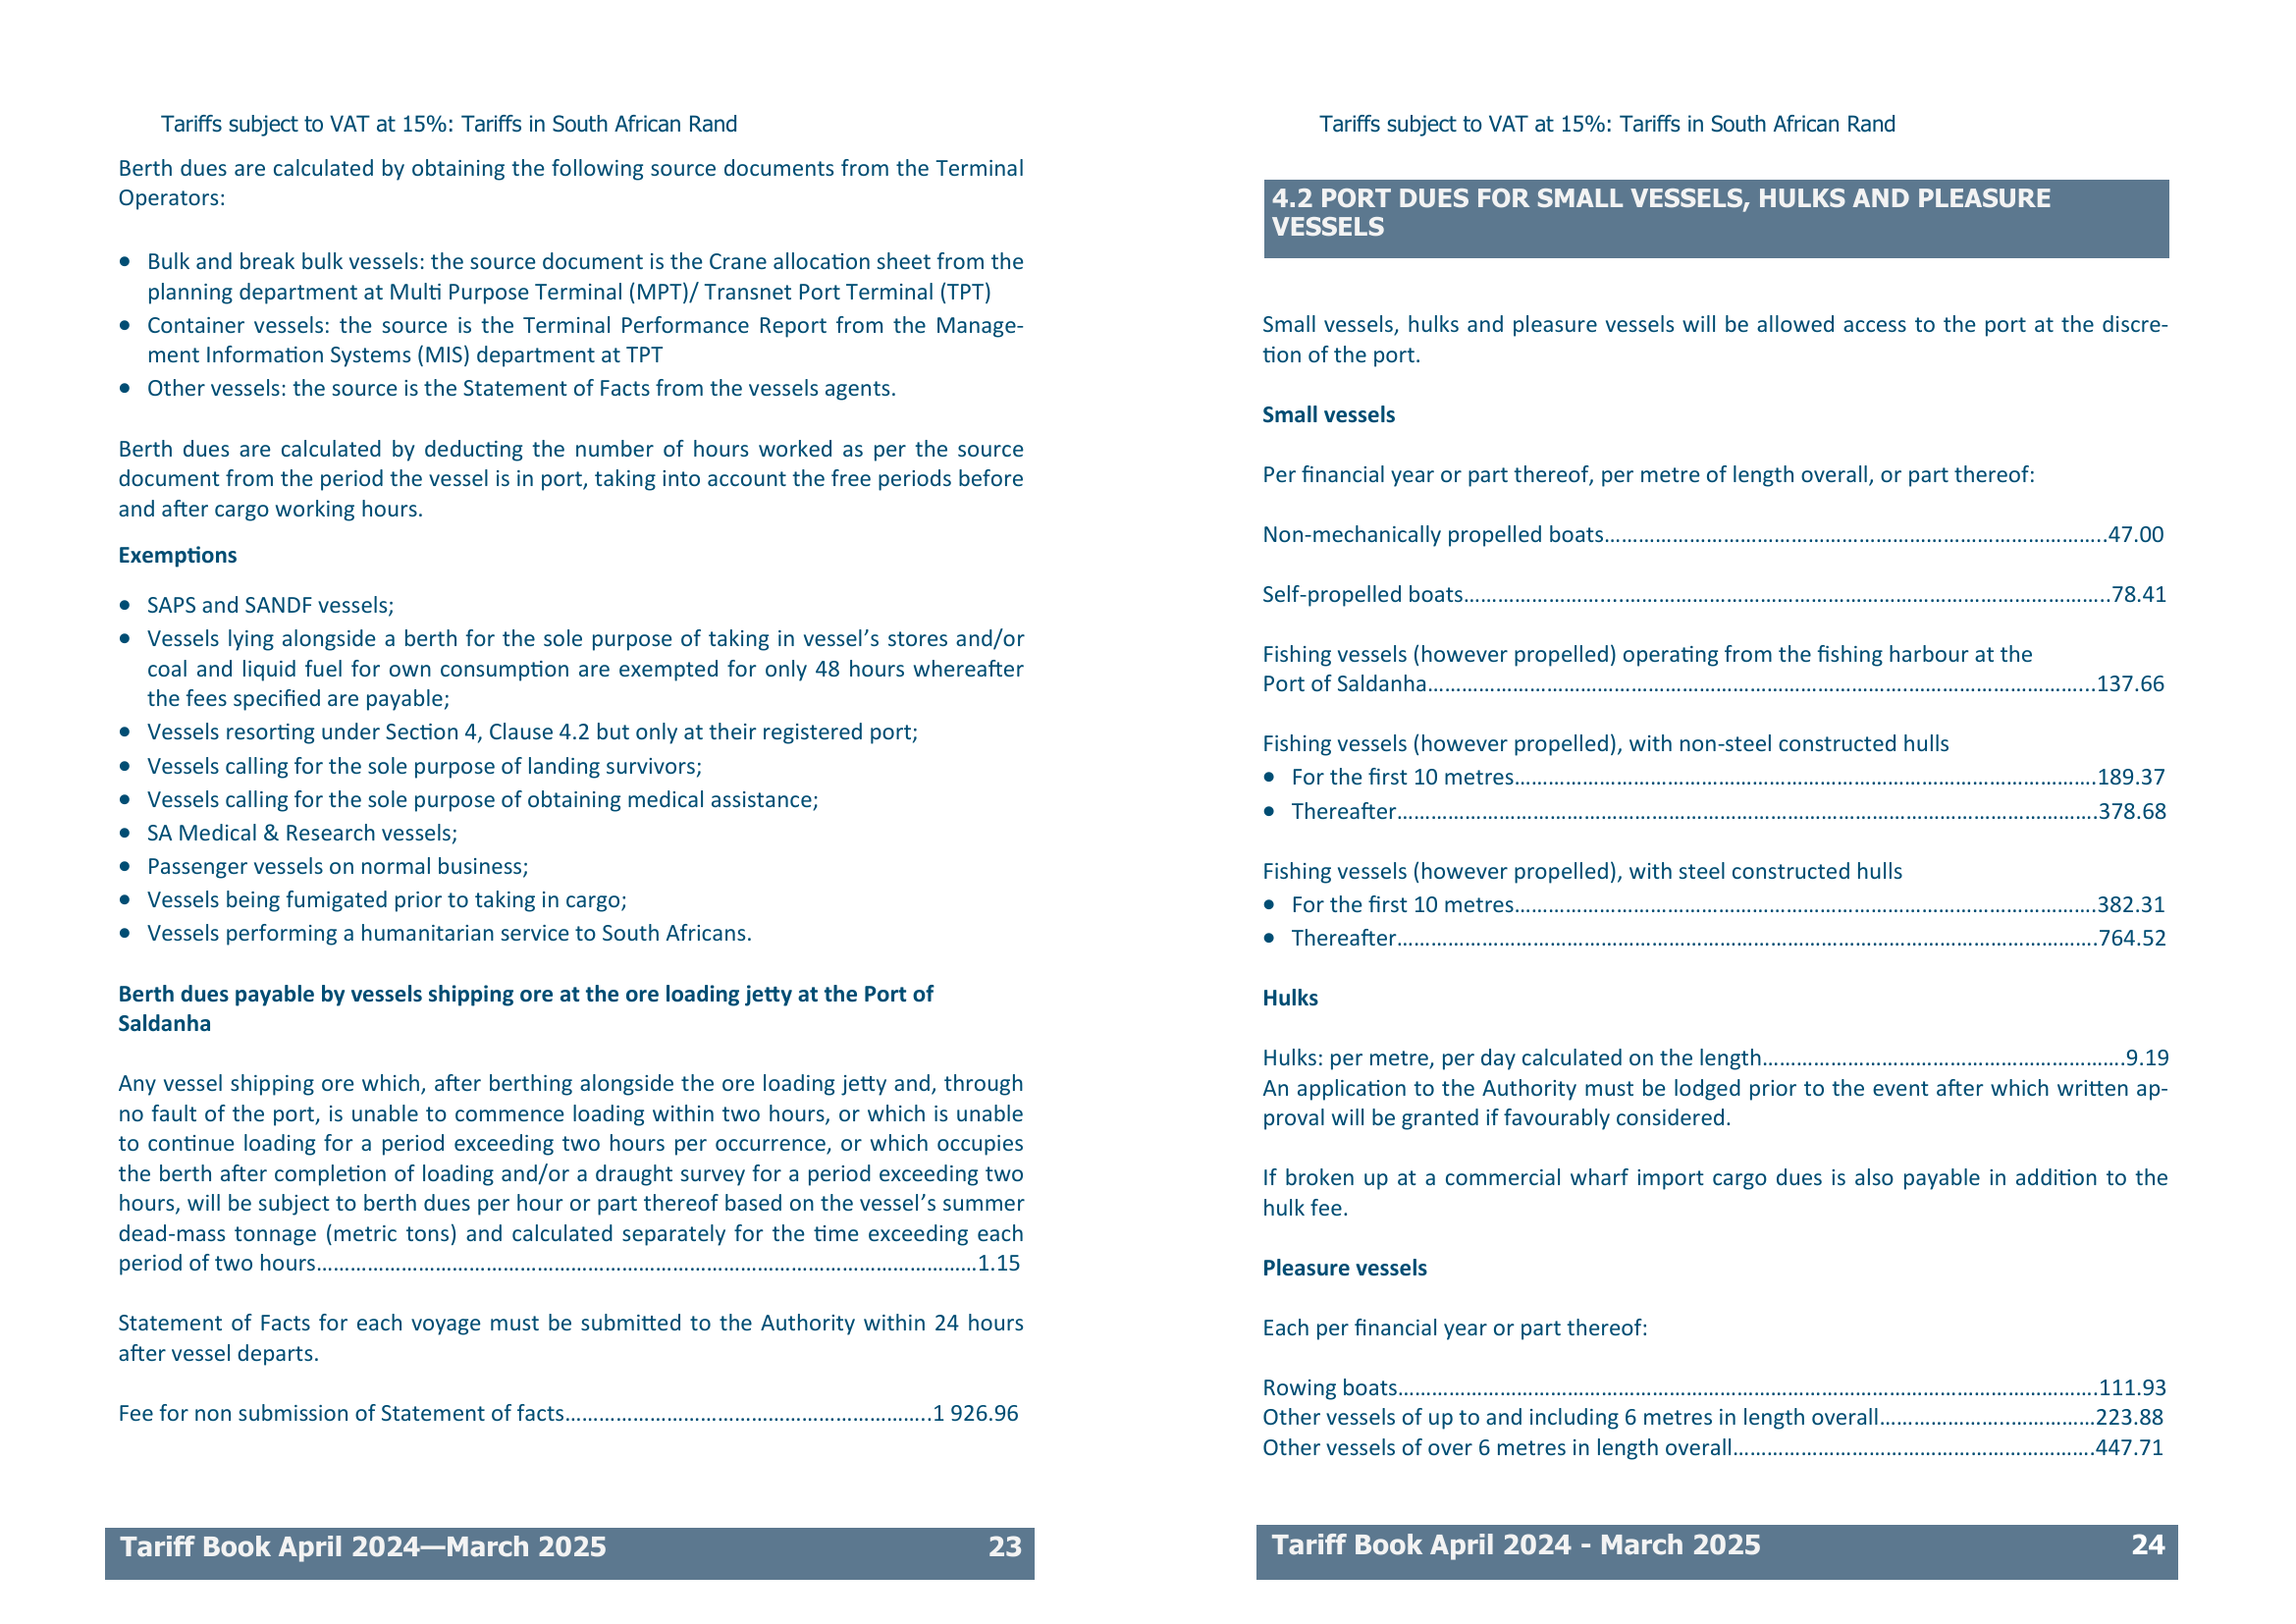 Tariffs subject to VAT at 15%: Tariffs in South African Rand
Berth dues are calculated by obtaining the following source documents from the Terminal
Operators:
• Bulk and break bulk vessels: the source document is the Crane allocation sheet from the
planning department at Multi Purpose Terminal (MPT)/ Transnet Port Terminal (TPT)
• Container vessels: the source is the Terminal Performance Report from the Manage-
ment Information Systems (MIS) department at TPT
• Other vessels: the source is the Statement of Facts from the vessels agents.
Berth dues are calculated by deducting the number of hours worked as per the source
document from the period the vessel is in port, taking into account the free periods before
and after cargo working hours.
Exemptions
• SAPS and SANDF vessels;
• Vessels lying alongside a berth for the sole purpose of taking in vessel’s stores and/or
coal and liquid fuel for own consumption are exempted for only 48 hours whereafter
the fees specified are payable;
• Vessels resorting under Section 4, Clause 4.2 but only at their registered port;
• Vessels calling for the sole purpose of landing survivors;
• Vessels calling for the sole purpose of obtaining medical assistance;
• SA Medical & Research vessels;
• Passenger vessels on normal business;
• Vessels being fumigated prior to taking in cargo;
• Vessels performing a humanitarian service to South Africans.
Berth dues payable by vessels shipping ore at the ore loading jetty at the Port of
Saldanha
Any vessel shipping ore which, after berthing alongside the ore loading jetty and, through
no fault of the port, is unable to commence loading within two hours, or which is unable
to continue loading for a period exceeding two hours per occurrence, or which occupies
the berth after completion of loading and/or a draught survey for a period exceeding two
hours, will be subject to berth dues per hour or part thereof based on the vessel’s summer
dead-mass tonnage (metric tons) and calculated separately for the time exceeding each
period of two hours……………………………………………………………………1.15
Statement of Facts for each voyage must be submitted to the Authority within 24 hours
after vessel departs.
Fee for non submission of Statement of facts……………………………………..1 926.96
Tariff Book April 2024—March 2025 23
Tariffs subject to VAT at 15%: Tariffs in South African Rand
4.2 PORT DUES FOR SMALL VESSELS, HULKS AND PLEASURE
VESSELS
Small vessels, hulks and pleasure vessels will be allowed access to the port at the discre-
tion of the port.
Small vessels
Per financial year or part thereof, per metre of length overall, or part thereof:
Non-mechanically propelled boats…………………………………………………..47.00
Self-propelled boats…………………………………………………………………..78.41
Fishing vessels (however propelled) operating from the fishing harbour at the
Port of Saldanha……………………………………………………………………...137.66
Fishing vessels (however propelled), with non-steel constructed hulls
• For the first 10 metres…………………………………………………………….189.37
• Thereafter………………………………………………………………………….378.68
Fishing vessels (however propelled), with steel constructed hulls
• For the first 10 metres…………………………………………………………….382.31
• Thereafter………………………………………………………………………….764.52
Hulks
Hulks: per metre, per day calculated on the length…………………………………….9.19
An application to the Authority must be lodged prior to the event after which written ap-
proval will be granted if favourably considered.
If broken up at a commercial wharf import cargo dues is also payable in addition to the
hulk fee.
Pleasure vessels
Each per financial year or part thereof:
Rowing boats………………………………………………………………………….111.93
Other vessels of up to and including 6 metres in length overall……………………..223.88
Other vessels of over 6 metres in length overall…………………………………….447.71
Tariff Book April 2024 - March 2025 24